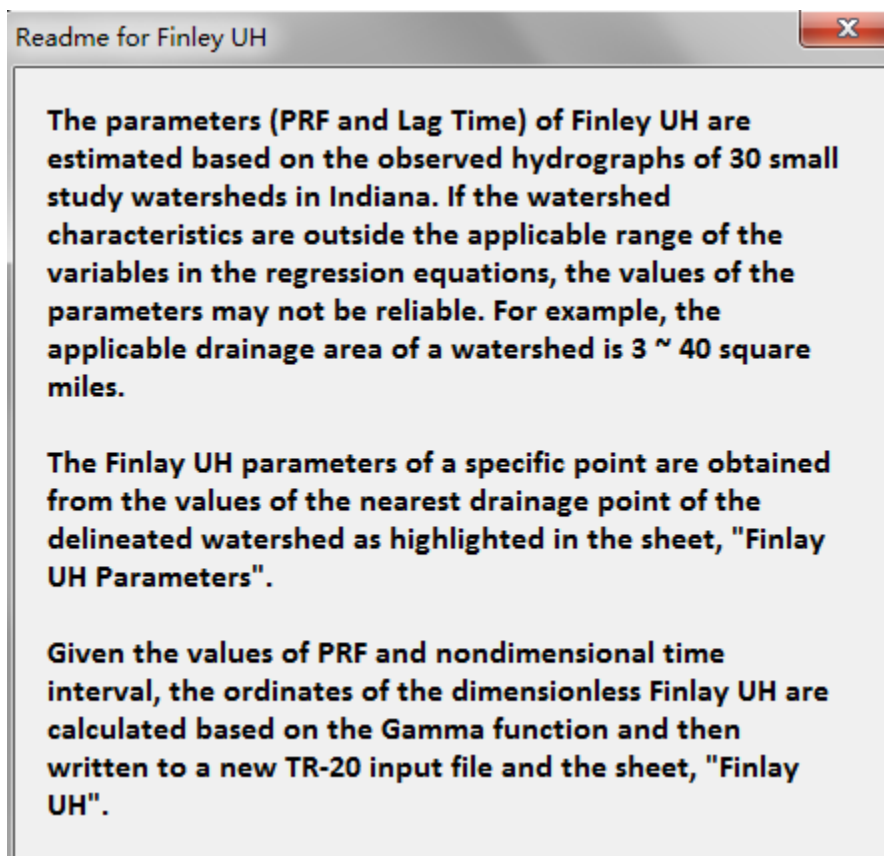 Readme for Finley UH
The parameters (PRF and Lag Time) of Finley UH are
estimated based on the observed hydrographs of 30 small
study watersheds in Indiana. If the watershed
characteristics are outside the applicable range of the
variables in the regression equations, the values of the
parameters may not be reliable. For example, the
applicable drainage area of a watershed is 3 ~ 40 square
miles.
The Finlay UH parameters of a specific point are obtained
from the values of the nearest drainage point of the
delineated watershed as highlighted in the sheet, "Finlay
UH Parameters".
Given the values of PRF and nondimensional time
interval, the ordinates of the dimensionless Finlay UH are
calculated based on the Gamma function and then
written to a new TR-20 input file and the sheet, "Finlay
UH".